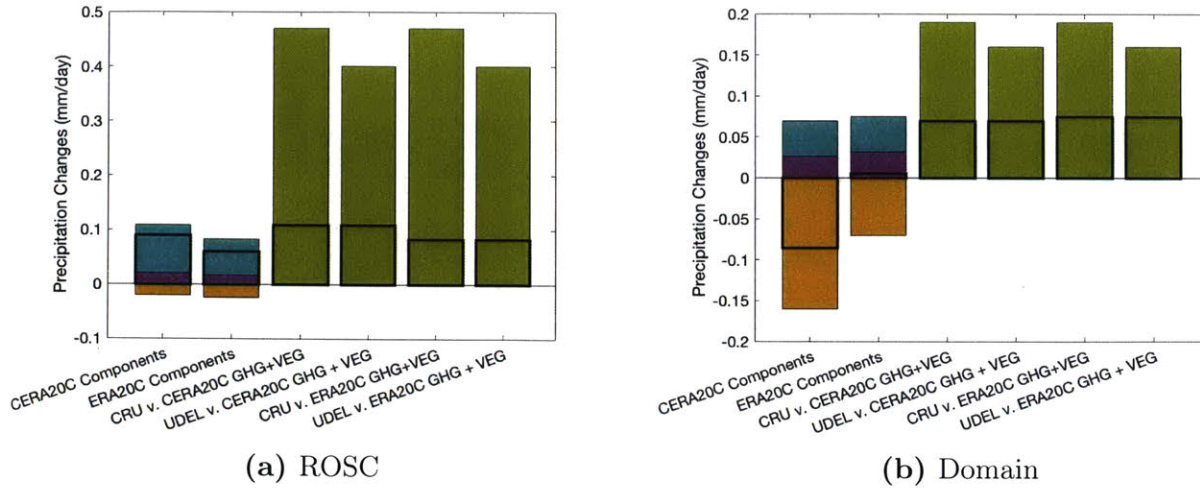 0.5
0.4
0.3
0.2
0.1
0
-0.1
Precipitation Changes (mm/day)
CERA20C Components
ERA20C Components
CRU v. CERA20C GHG+VEG
UDEL v. CERA20C GHG + VEG
CRU v. ERA20C GHG+VEG
UDEL v. ERA20C GHG + VEG
(a) ROSC
0.2
0.15
0.1
0.05
0
-0.05
-0.1
-0.15
-0.2
Precipitation Changes (mm/day)
CERA20C Components
ERA20C Components
CRU v. CERA20C GHG+VEG
UDEL v. CERA20C GHG + VEG
CRU v. ERA20C GHG+VEG
UDEL v. ERA20C GHG + VEG
(b) Domain